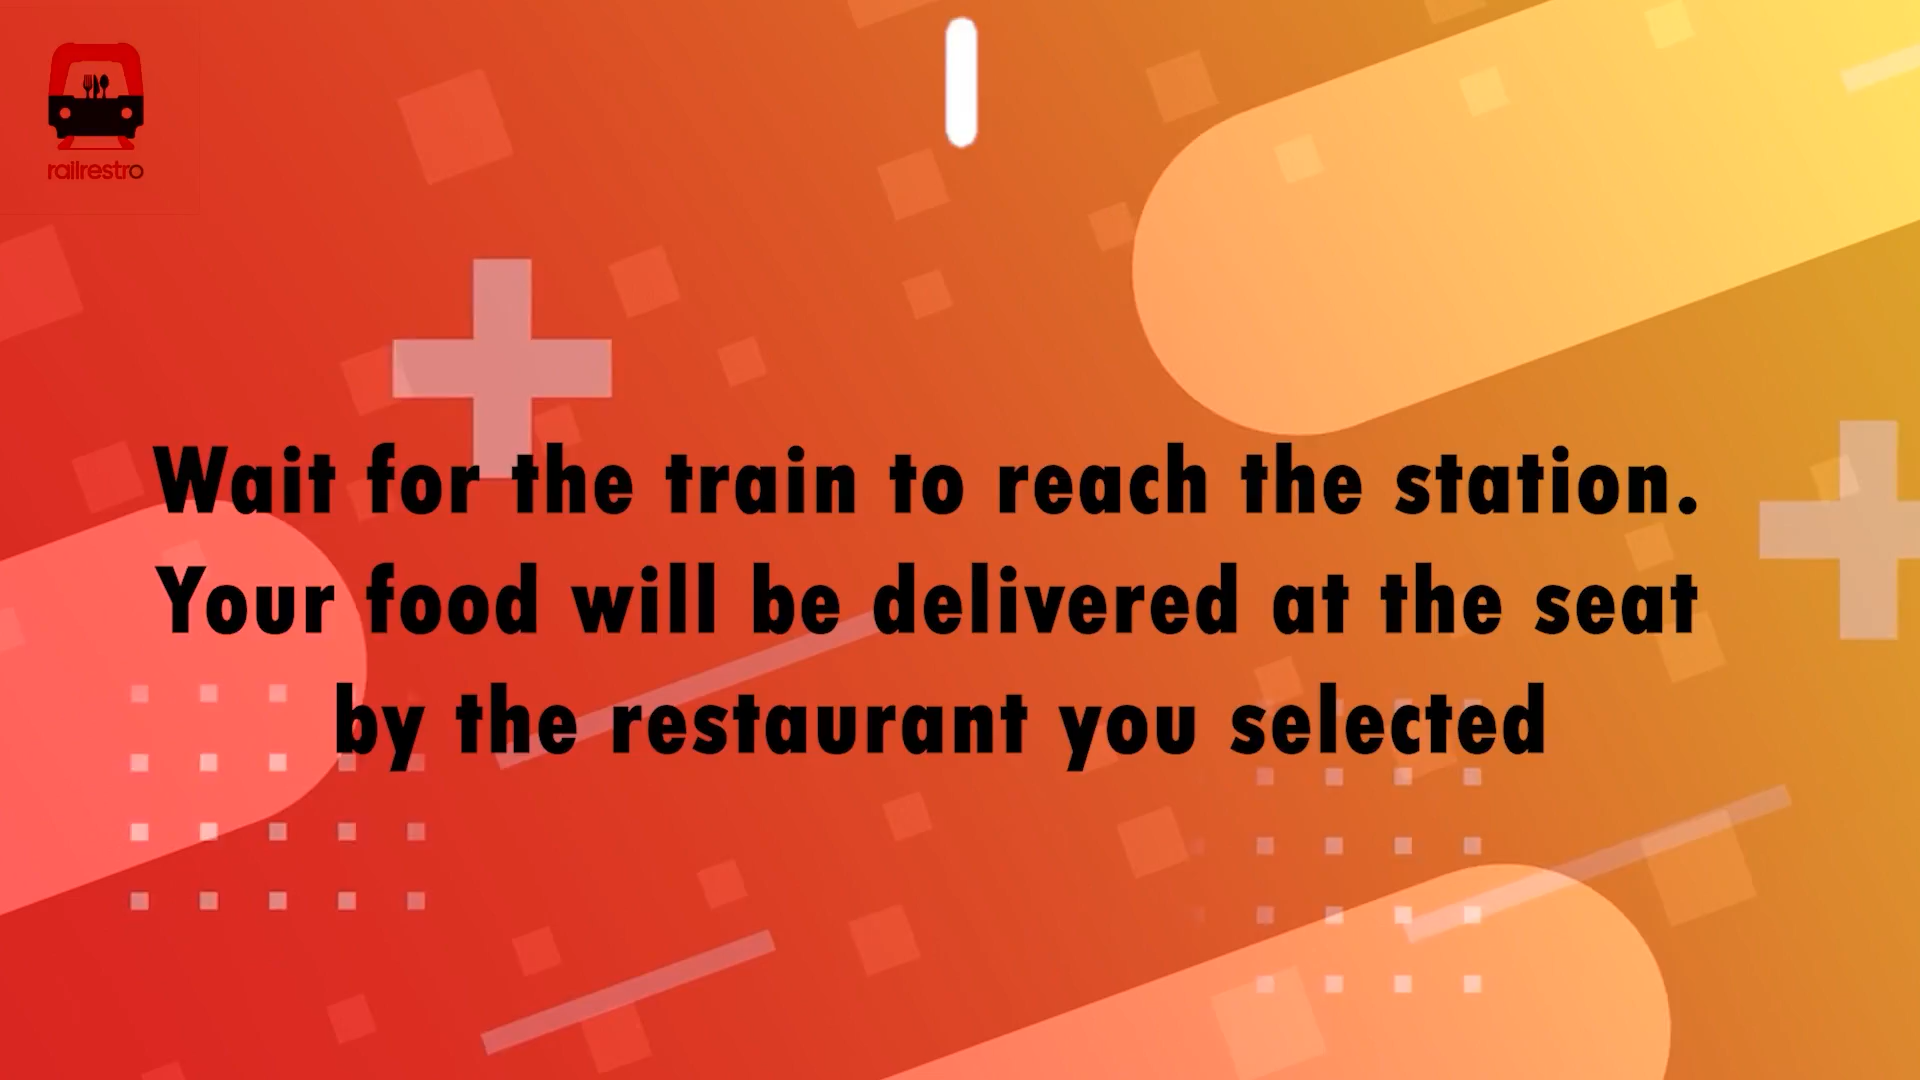 railrestro
Wait for the train to reach the station.
Your food will be delivered at the seat
by the restaurant you selected